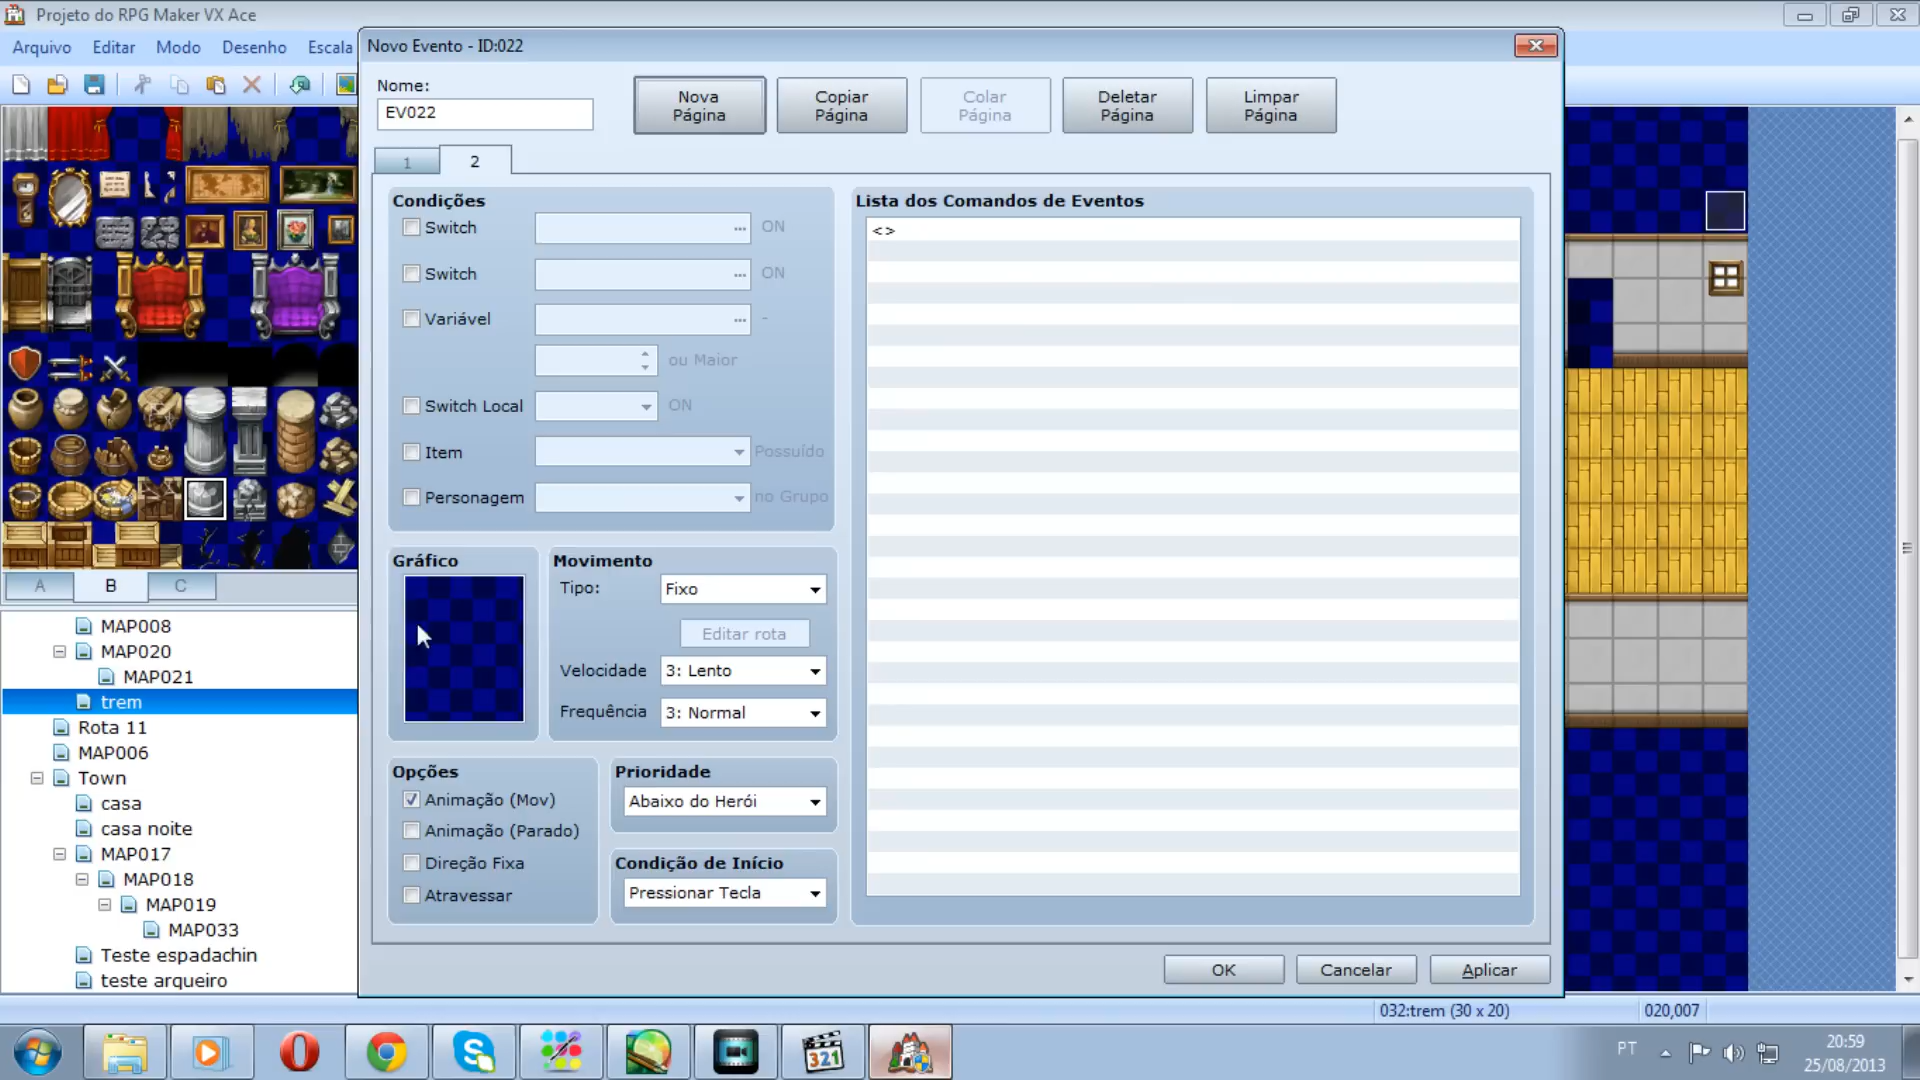 Projeto do RPG Maker VX Ace
Arquivo Editar Modo Desenho Escala
Novo Evento - ID:022
Nome:
EV022
Nova Página
Copiar Página
Colar Página
Deletar Página
Limpar Página
1 2
Condições
Switch ... ON
Switch ... ON
Variável ... -
ou Maior
Switch Local ON
Item Possuído
Personagem no Grupo
Lista dos Comandos de Eventos
<>
Gráfico
Movimento
Tipo: Fixo
Editar rota
Velocidade 3: Lento
Frequência 3: Normal
Opções
Animação (Mov)
Animação (Parado)
Direção Fixa
Atravessar
Prioridade
Abaixo do Herói
Condição de Início
Pressionar Tecla
OK Cancelar Aplicar
A B C
MAP008
MAP020
MAP021
trem
Rota 11
MAP006
Town
casa
casa noite
MAP017
MAP018
MAP019
MAP033
Teste espadachin
teste arqueiro
032:trem (30 x 20) 020,007
321
PT
20:59
25/08/2013